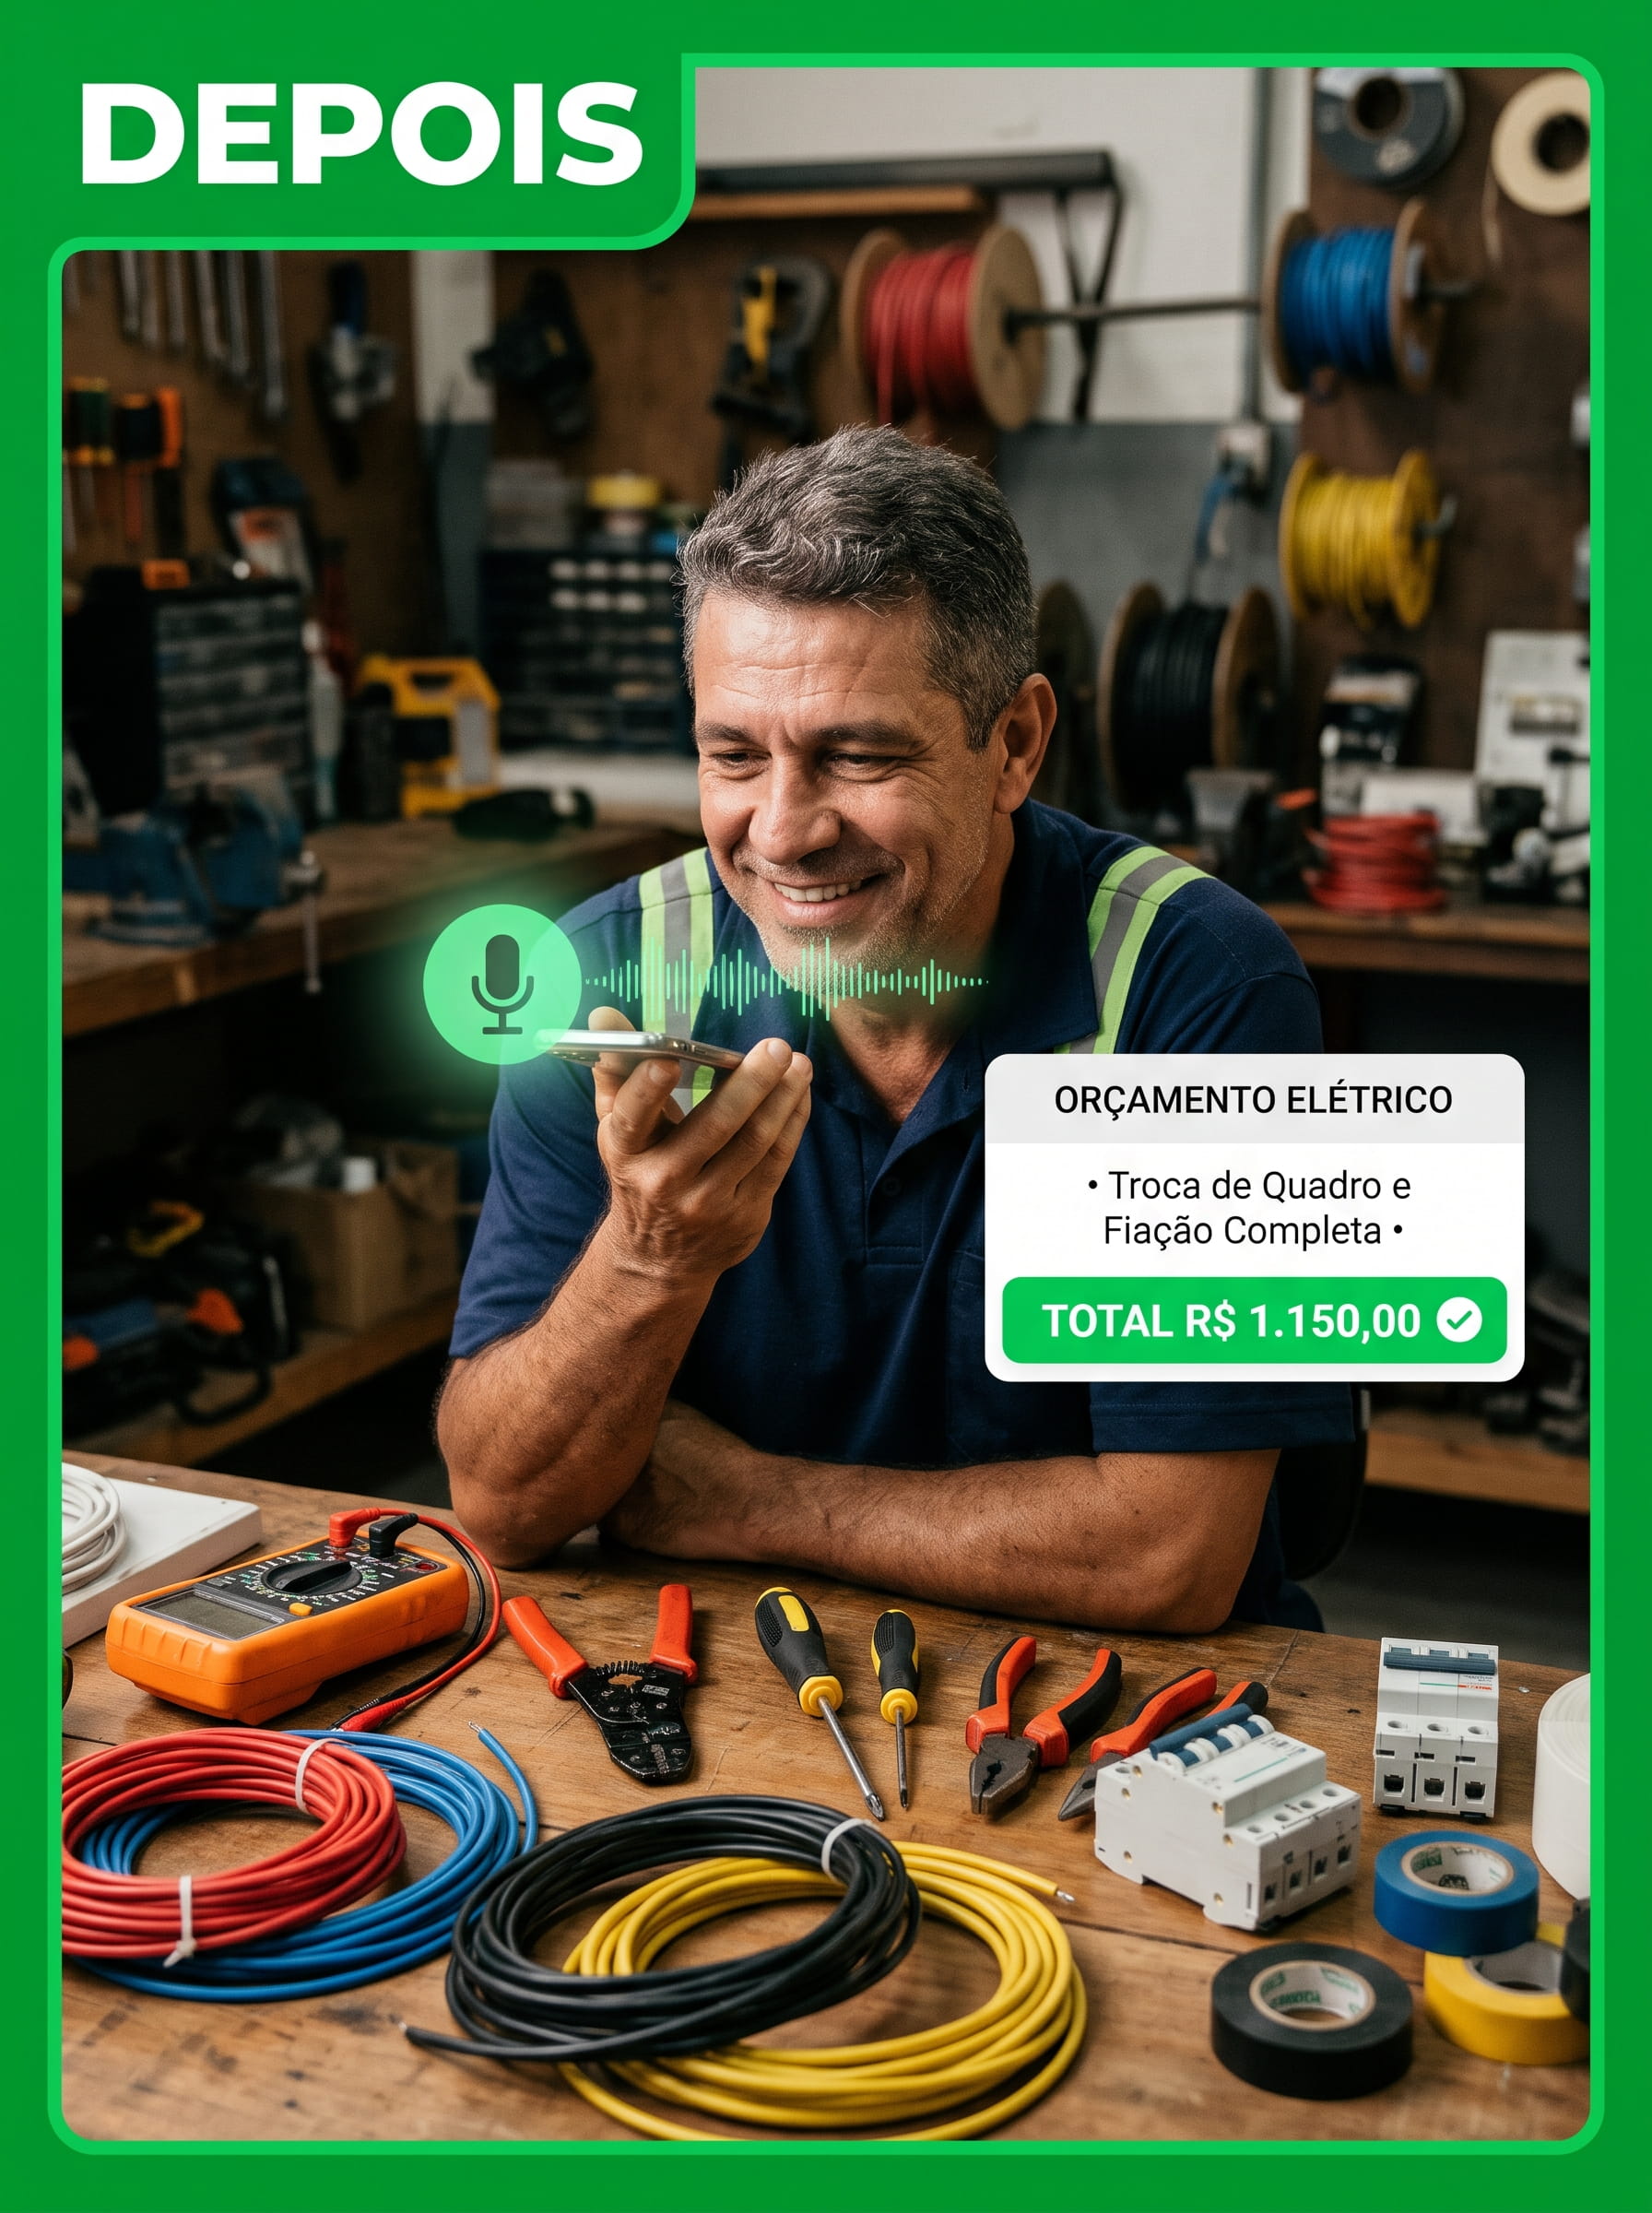 DEPOIS
ORÇAMENTO ELÉTRICO
• Troca de Quadro e
Fiação Completa •
TOTAL R$ 1.150,00